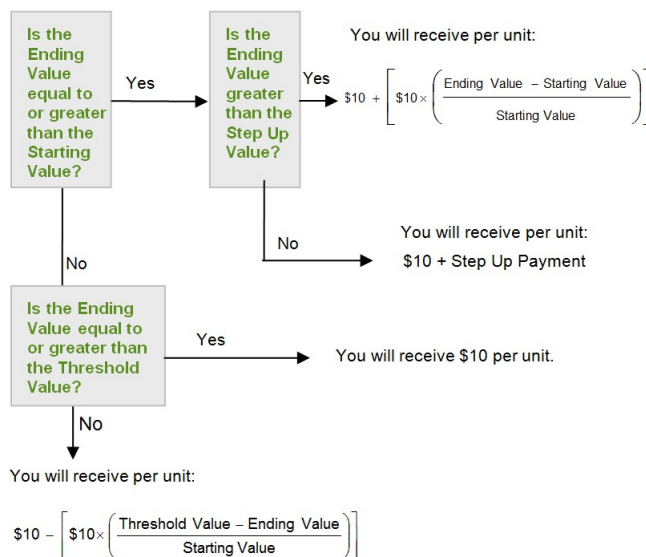 Is the
Ending
Value
equal to
or greater
than the
Starting
Value?
Yes
Is the
Ending
Value
greater
than the
Step Up
Value?
Yes
You will receive per unit:
$10 + [ $10 × ( Ending Value – Starting Value / Starting Value ) ]
No
You will receive per unit:
$10 + Step Up Payment
No
Is the Ending
Value equal to
or greater than
the Threshold
Value?
Yes
You will receive $10 per unit.
No
You will receive per unit:
$10 – [ $10× ( Threshold Value – Ending Value / Starting Value ) ]